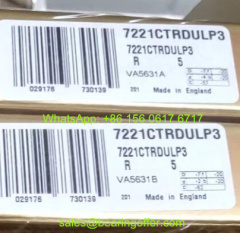 7221CTRDULP3
7221CTRDULP3
R 5
VA5631A
029176 730139
201 Made in England
WhatsApp: +86 156 0617 6717
7221CTRDULP3
7221CTRDULP3
R 5
VA5631B
029176 730139
201 Made in England
sales@bearingoffer.com